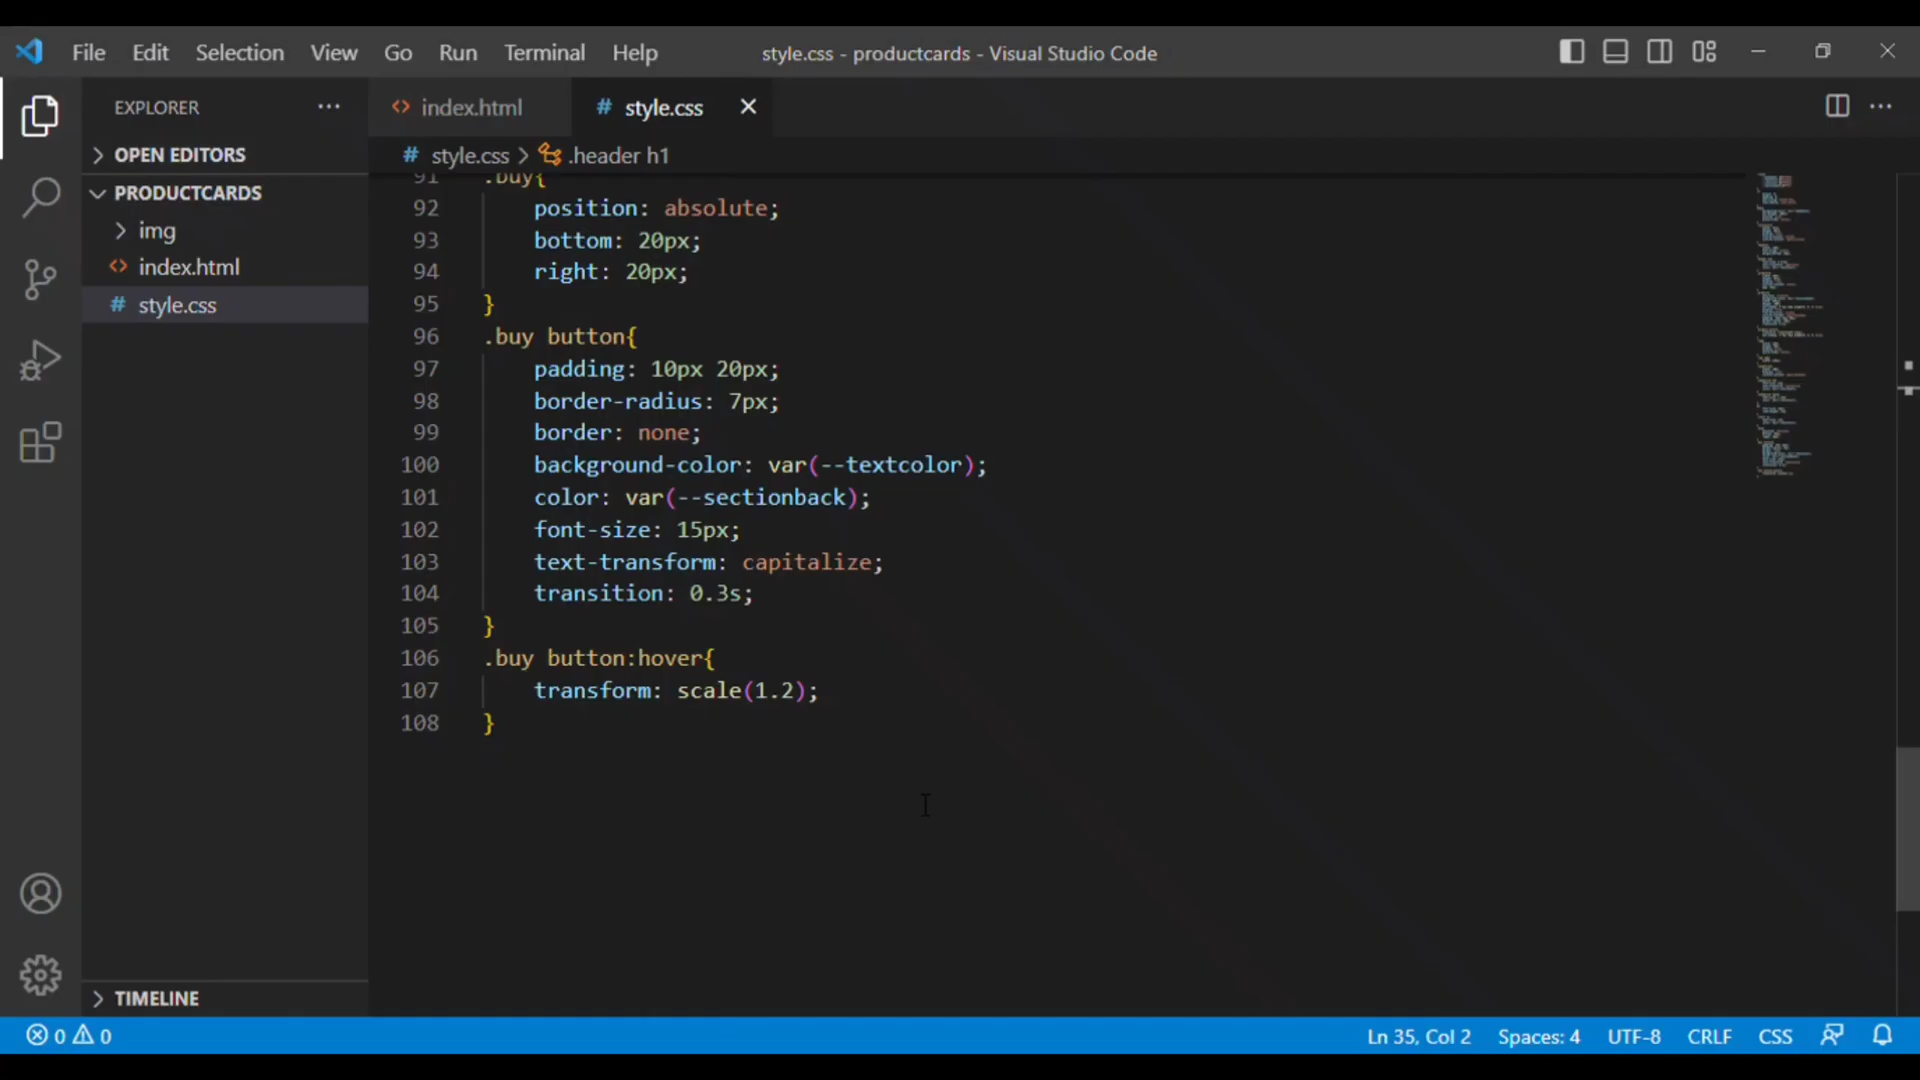 File Edit Selection View Go Run Terminal Help style.css - productcards - Visual Studio Code
EXPLORER
index.html
# style.css
OPEN EDITORS
# style.css > .header h1
PRODUCTCARDS
img
index.html
# style.css
91 .buy{
92 position: absolute;
93 bottom: 20px;
94 right: 20px;
95 }
96 .buy button{
97 padding: 10px 20px;
98 border-radius: 7px;
99 border: none;
100 background-color: var(--textcolor);
101 color: var(--sectionback);
102 font-size: 15px;
103 text-transform: capitalize;
104 transition: 0.3s;
105 }
106 .buy button:hover{
107 transform: scale(1.2);
108 }
TIMELINE
0 0 Ln 35, Col 2 Spaces: 4 UTF-8 CRLF CSS